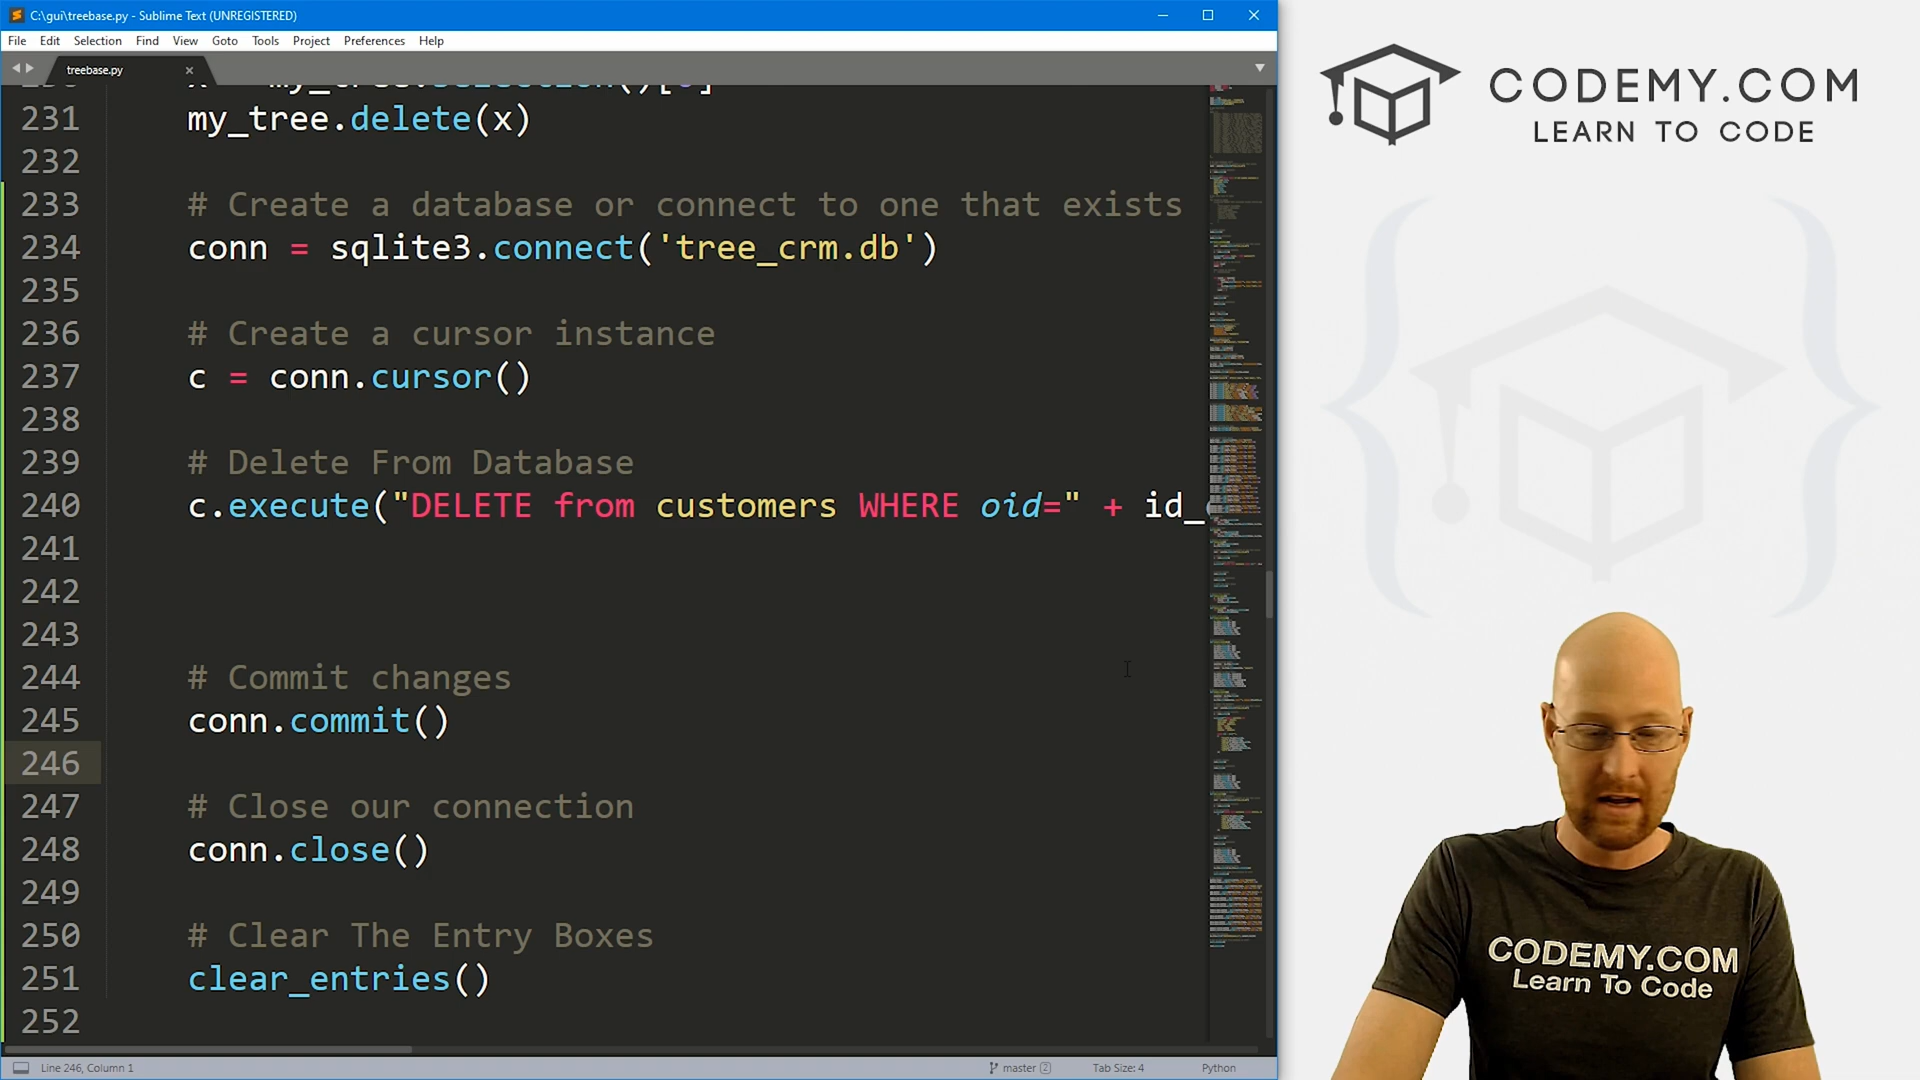 C:\gui\treebase.py - Sublime Text (UNREGISTERED)
File Edit Selection Find View Goto Tools Project Preferences Help
treebase.py
231 my_tree.delete(x)
232
233 # Create a database or connect to one that exists
234 conn = sqlite3.connect('tree_crm.db')
235
236 # Create a cursor instance
237 c = conn.cursor()
238
239 # Delete From Database
240 c.execute("DELETE from customers WHERE oid=" + id_
241
242
243
244 # Commit changes
245 conn.commit()
246
247 # Close our connection
248 conn.close()
249
250 # Clear The Entry Boxes
251 clear_entries()
252
Line 246, Column 1 master 2 Tab Size: 4 Python
CODEMY.COM
LEARN TO CODE
CODEMY.COM
Learn To Code